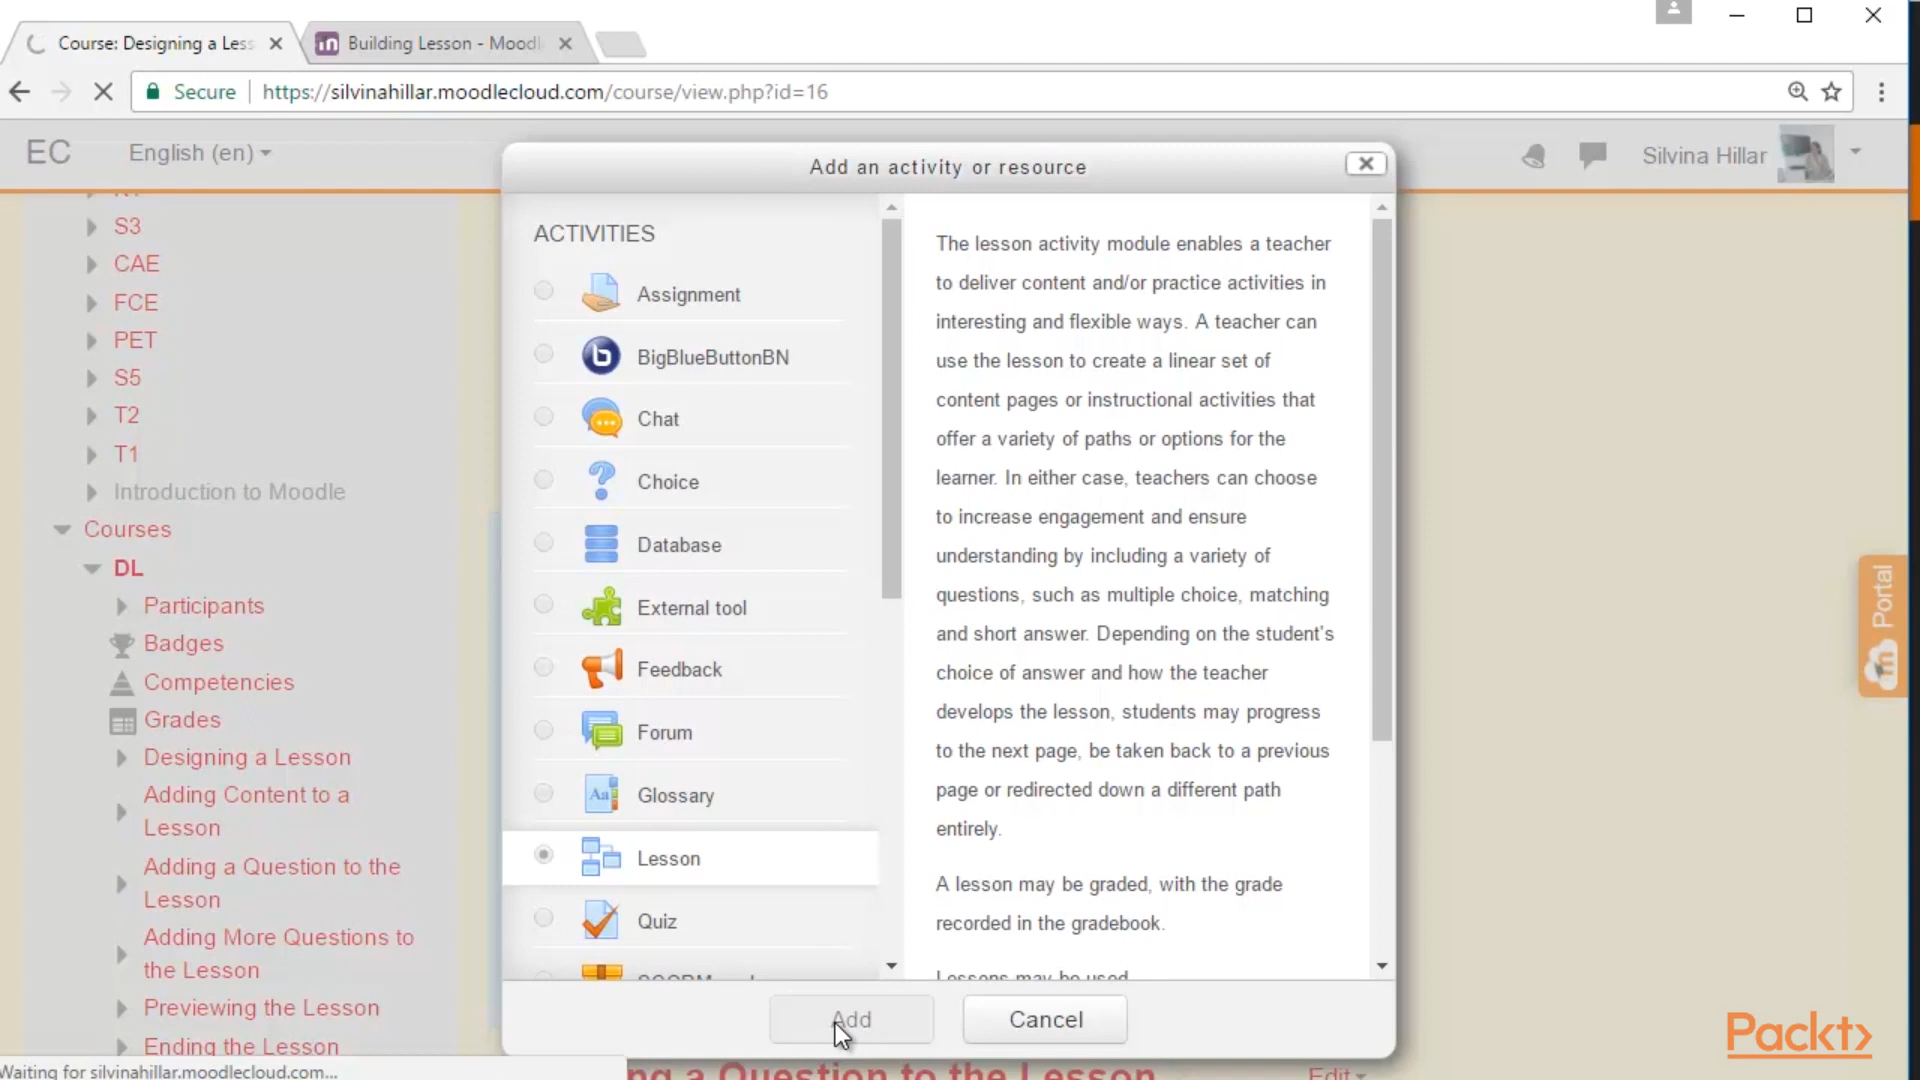 Course: Designing a Less
Building Lesson - Moodl
Secure
https://silvinahillar.moodlecloud.com/course/view.php?id=16
EC
English (en)
Add an activity or resource
Silvina Hillar
S3
CAE
FCE
PET
S5
T2
T1
Introduction to Moodle
Courses
DL
Participants
Badges
Competencies
Grades
Designing a Lesson
Adding Content to a
Lesson
Adding a Question to the
Lesson
Adding More Questions to
the Lesson
Previewing the Lesson
Ending the Lesson
ACTIVITIES
Assignment
BigBlueButtonBN
Chat
Choice
Database
External tool
Feedback
Forum
Glossary
Lesson
Quiz
The lesson activity module enables a teacher
to deliver content and/or practice activities in
interesting and flexible ways. A teacher can
use the lesson to create a linear set of
content pages or instructional activities that
offer a variety of paths or options for the
learner. In either case, teachers can choose
to increase engagement and ensure
understanding by including a variety of
questions, such as multiple choice, matching
and short answer. Depending on the student's
choice of answer and how the teacher
develops the lesson, students may progress
to the next page, be taken back to a previous
page or redirected down a different path
entirely.
A lesson may be graded, with the grade
recorded in the gradebook.
Lessons may be used
Add
Cancel
Portal
Packt>
Waiting for silvinahillar.moodlecloud.com...
ng a Question to the Lesson
Edit